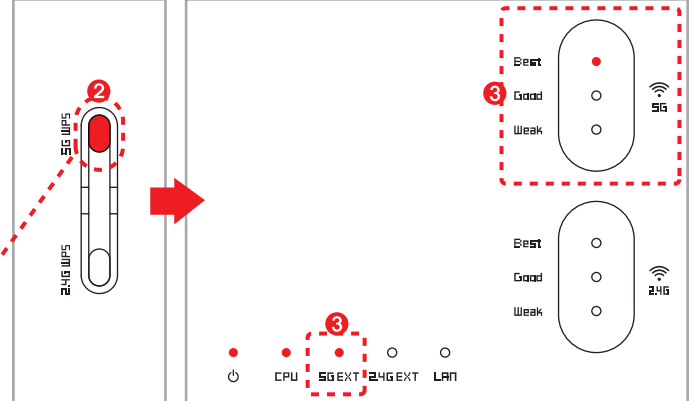 2
5G WPS
2.4G WPS
3
Best
Good
Weak
5G
Best
Good
Weak
2.4G
3
CPU 5G EXT 2.4G EXT LAN